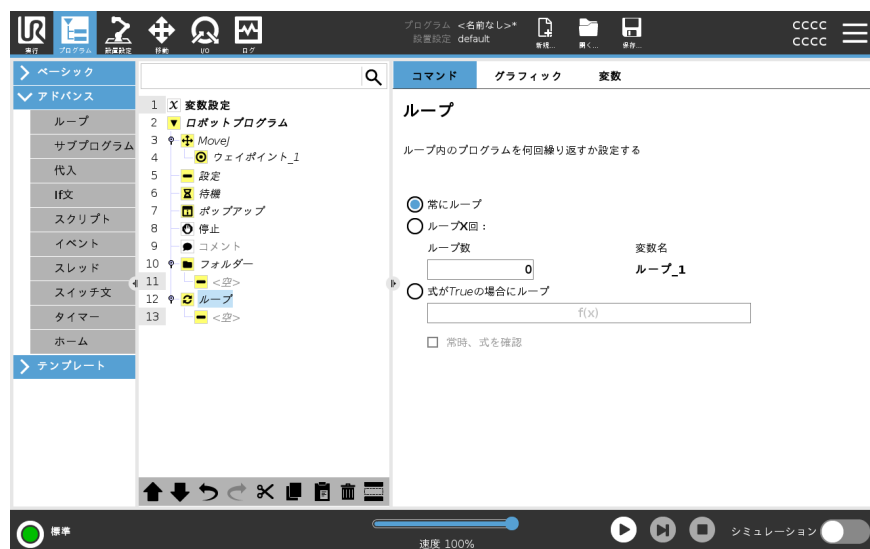 UR
実行
プログラム
設置設定
移動
I/O
ログ
プログラム <名前なし>*
設置設定 default
新規...
開く...
保存...
CCCC
CCCC
ベーシック
アドバンス
ループ
サブプログラム
代入
If文
スクリプト
イベント
スレッド
スイッチ文
タイマー
ホーム
テンプレート
1 X 変数設定
2 ロボットプログラム
3 MoveJ
4 ウェイポイント_1
5 設定
6 待機
7 ポップアップ
8 停止
9 コメント
10 フォルダー
11 <空>
12 ループ
13 <空>
コマンド グラフィック 変数
ループ
ループ内のプログラムを何回繰り返すか設定する
常にループ
ループX回：
ループ数 変数名
0 ループ_1
式がTrueの場合にループ
f(x)
常時、式を確認
標準
速度 100%
シミュレーション